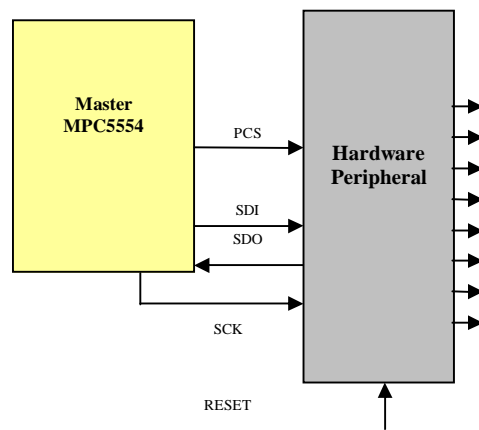 Master
MPC5554
PCS
Hardware
Peripheral
SDI
SDO
SCK
RESET